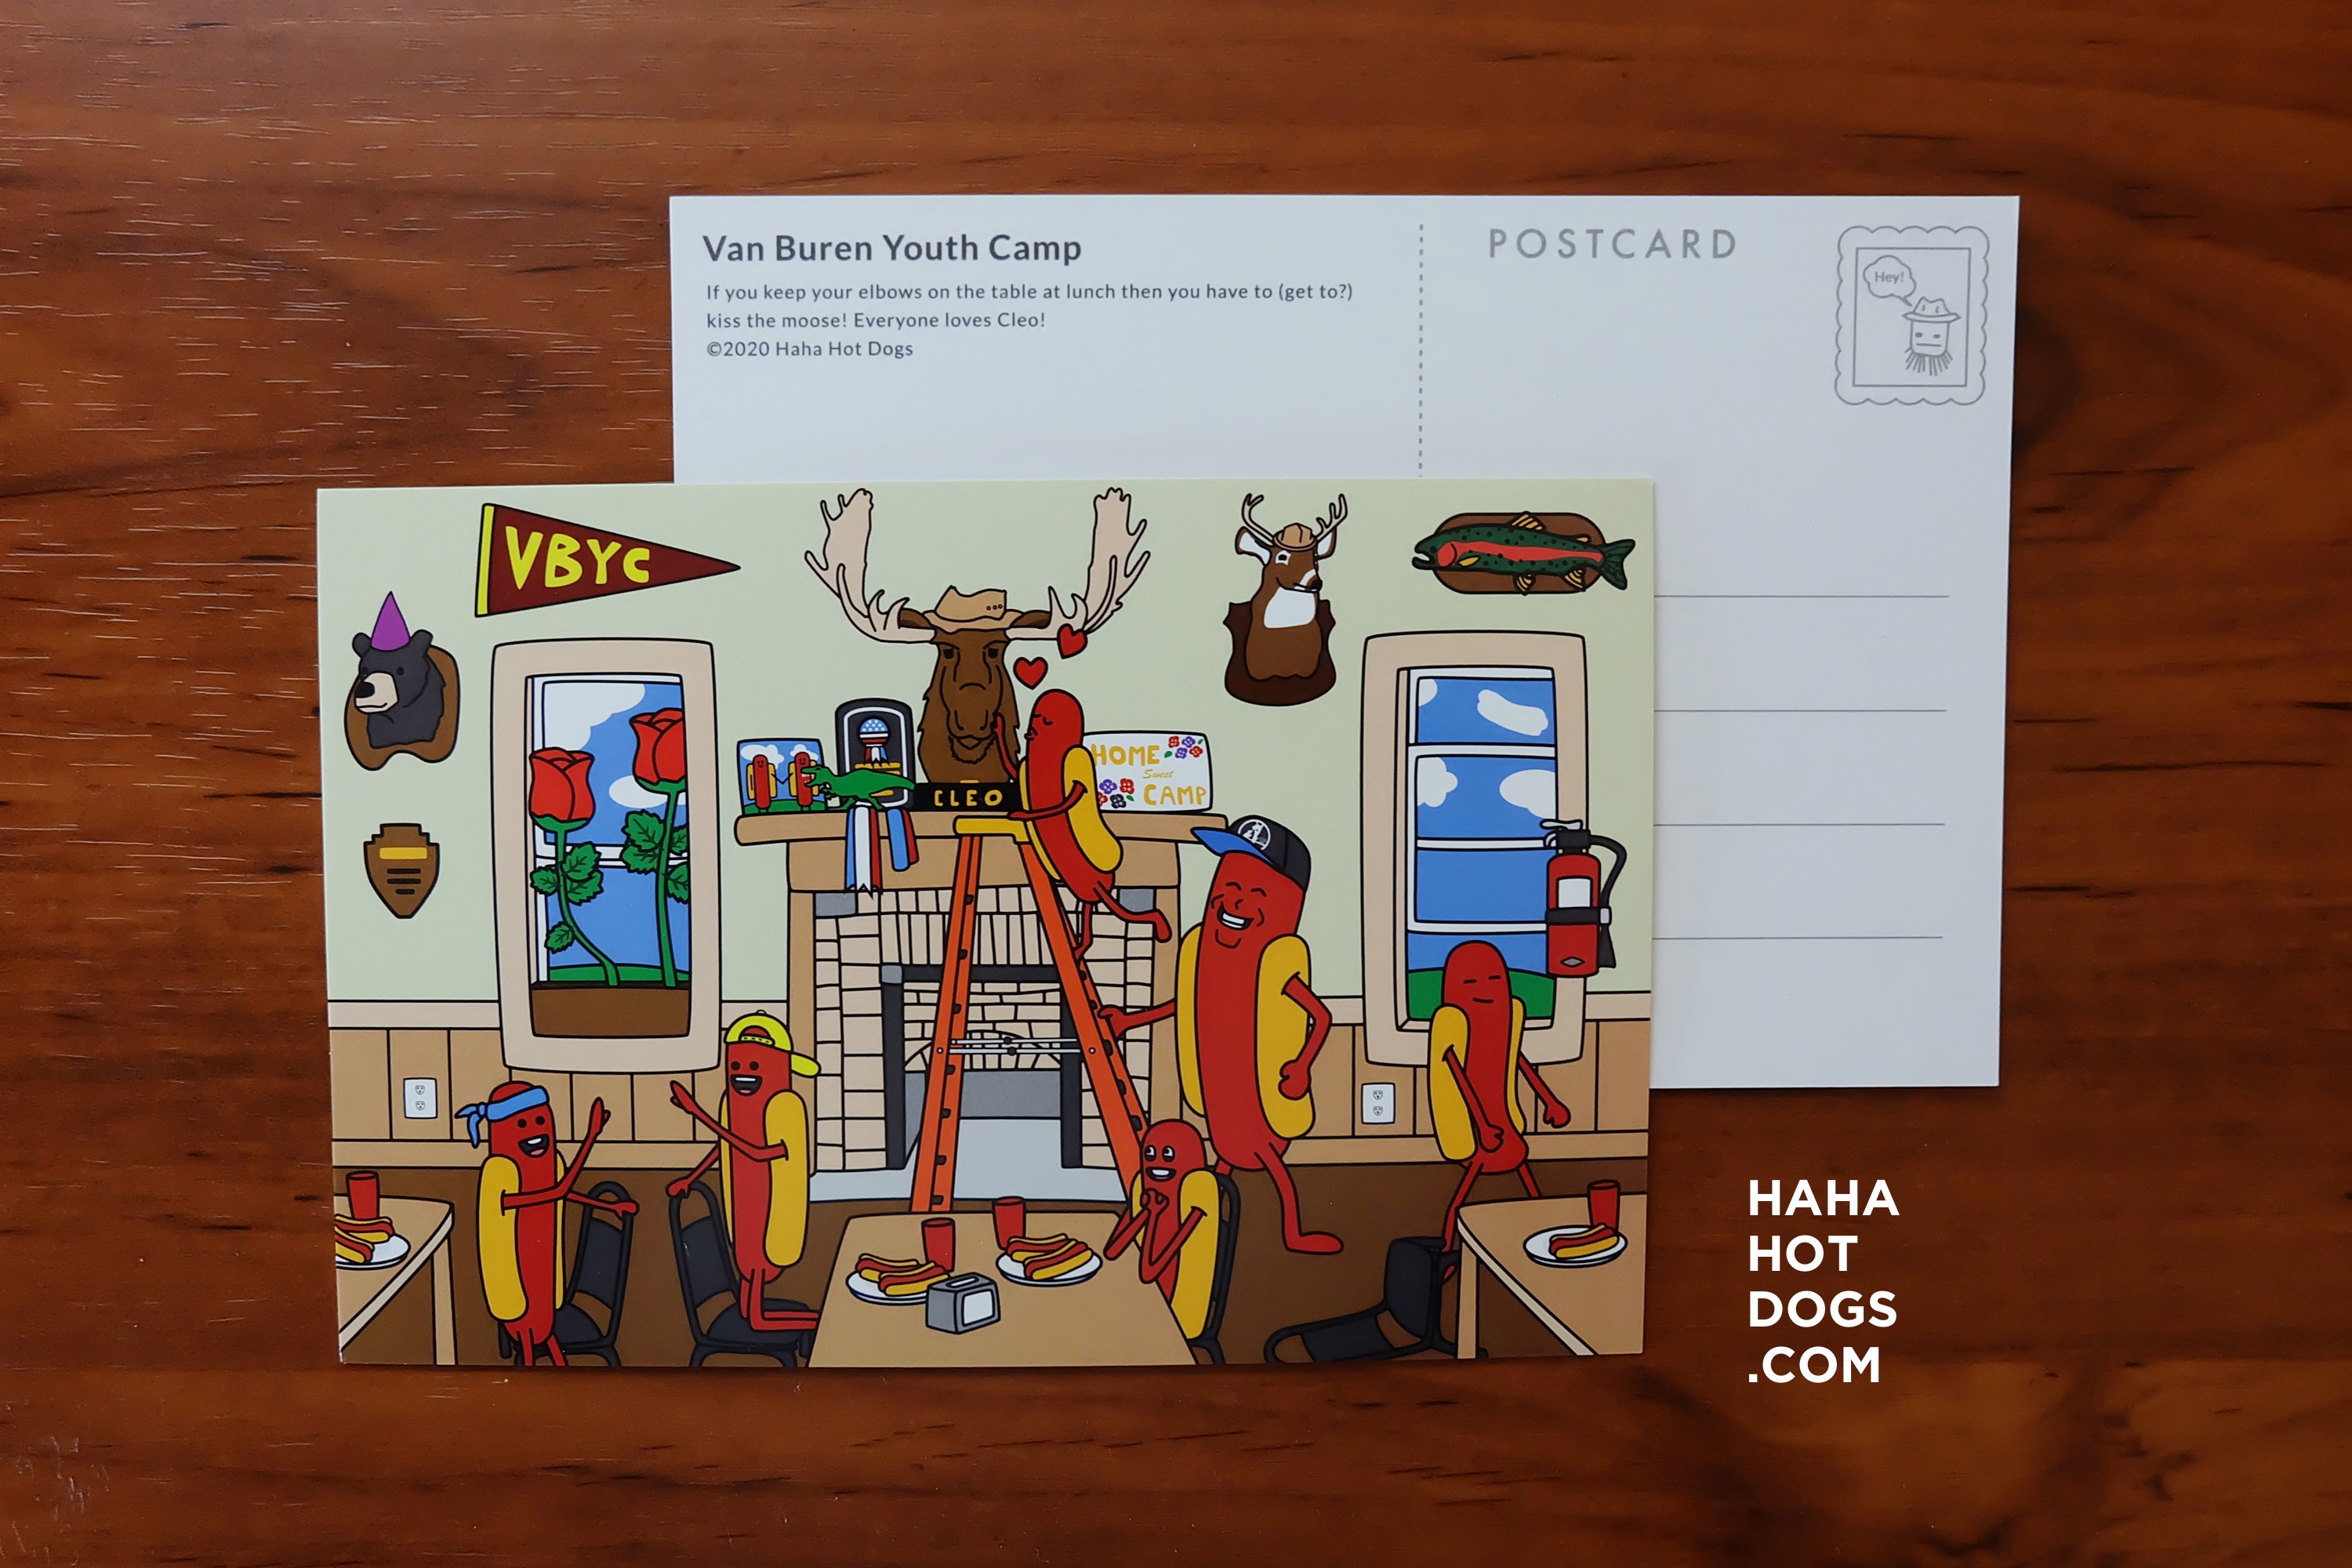 Van Buren Youth Camp
If you keep your elbows on the table at lunch then you have to (get to?)
kiss the moose! Everyone loves Cleo!
©2020 Haha Hot Dogs
POSTCARD
Hey!
VBYC
CLEO
HOME
Sweet
CAMP
HAHA
HOT
DOGS
.COM